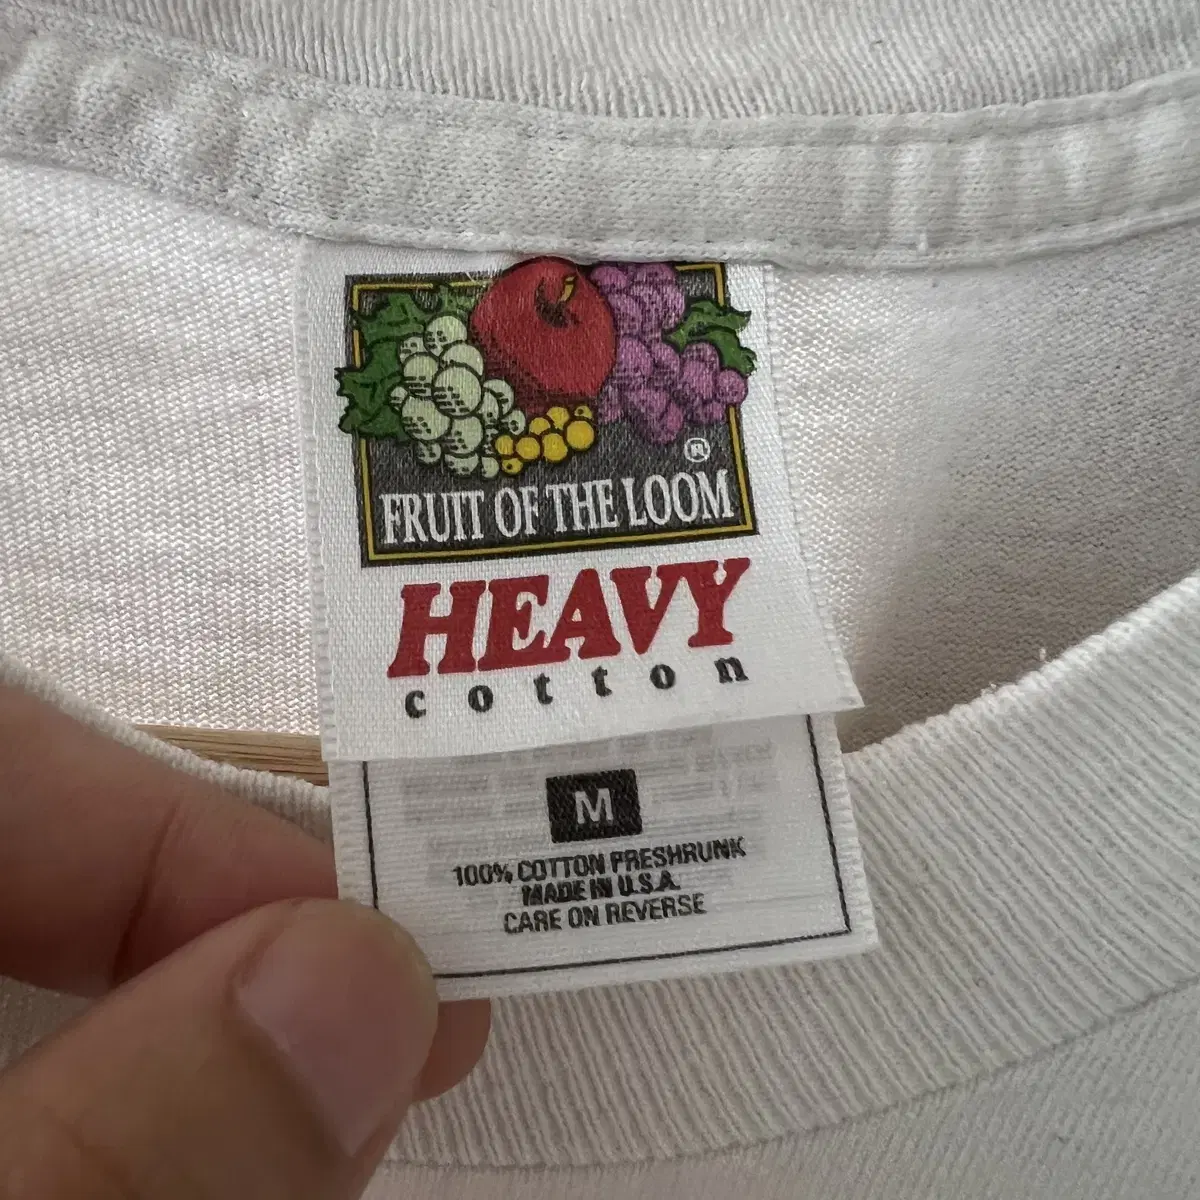 ®
FRUIT OF THE LOOM
HEAVY
cotton
M
100% COTTON PRESHRUNK
MADE IN U.S.A.
CARE ON REVERSE